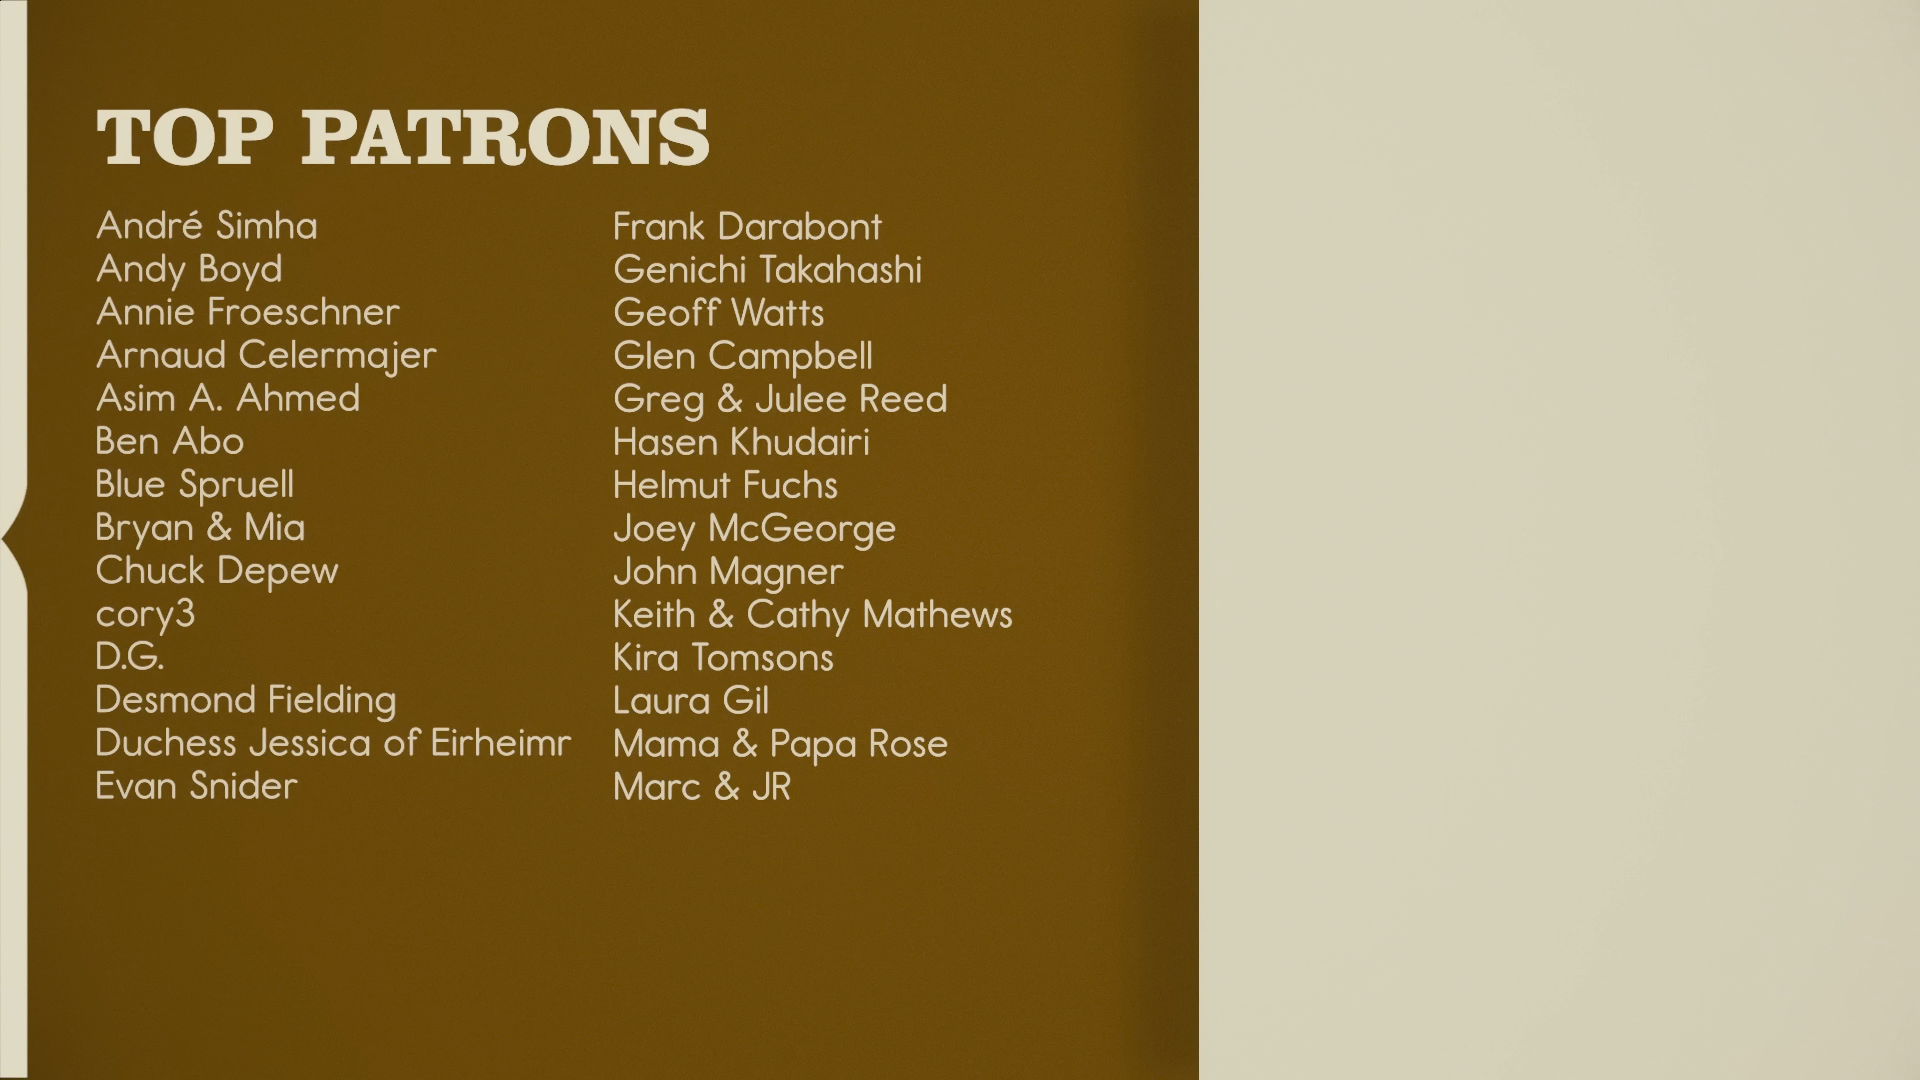 TOP PATRONS
André Simha
Andy Boyd
Annie Froeschner
Arnaud Celermajer
Asim A. Ahmed
Ben Abo
Blue Spruell
Bryan & Mia
Chuck Depew
cory3
D.G.
Desmond Fielding
Duchess Jessica of Eirheimr
Evan Snider
Frank Darabont
Genichi Takahashi
Geoff Watts
Glen Campbell
Greg & Julee Reed
Hasen Khudairi
Helmut Fuchs
Joey McGeorge
John Magner
Keith & Cathy Mathews
Kira Tomsons
Laura Gil
Mama & Papa Rose
Marc & JR